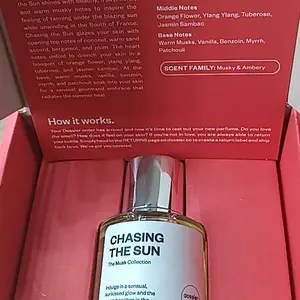 the Sun shines with beachy,
warm, musky notes to inspire the
feeling of tanning under the blazing sun
while unwinding in the South of France.
Chasing the Sun glazes your skin with
opening top notes of coconut, warm sand
accord, bergamot, and plum. The heart
notes unfold to drench your skin in a
bouquet of orange flower, ylang ylang,
tuberose, and jasmin sambac. At the
base, warm musks, vanilla, benzoin,
myrrh, and patchouli soak into the skin
for a sensual gourmand embrace that
radiates the summer heat.
Middle Notes
Orange Flower, Ylang Ylang, Tuberose,
Jasmin Sambac
Base Notes
Warm Musks, Vanilla, Benzoin, Myrrh,
Patchouli
SCENT FAMILY: Musky & Ambery
How it works.
Your Dossier order has arrived and now it's time to test out your new perfume. Do you love
the smell? How does it feel on your skin? If you're not in love, you are always able to return
your bottle. Simply head to the RETURNS page on dossier.co to create a return label and ship
back to us. We've got you covered.
CHASING
THE SUN
The Musk Collection
Indulge in a sensual,
sunkissed glow and the
in the
dossier